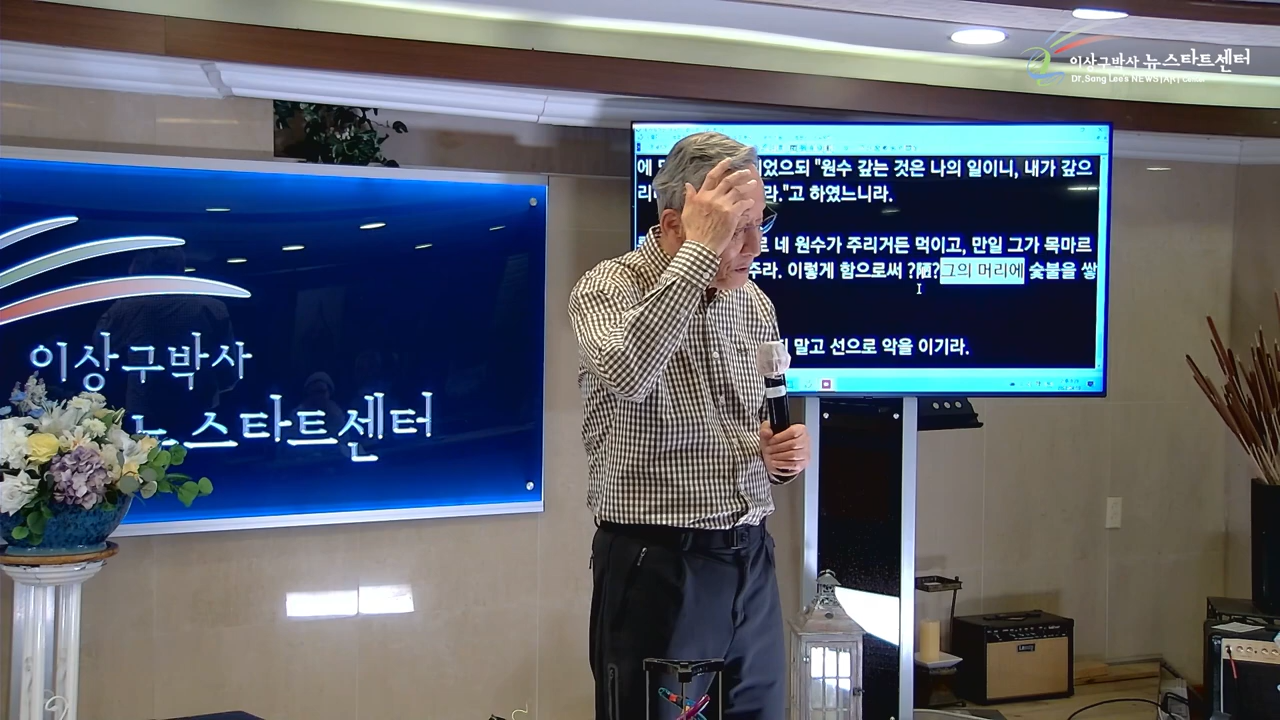 이상구박사 뉴스타트센터
Dr.Sang Lee's NEWSTART Center
에 되었으되 "원수 갚는 것은 나의 일이니, 내가 갚으
리 라."고 하였느니라.
네 원수가 주리거든 먹이고, 만일 그가 목마르
주라. 이렇게 함으로써 ?陋?그의 머리에 숯불을 쌓
말고 선으로 악을 이기라.
이상구박사
뉴스타트센터